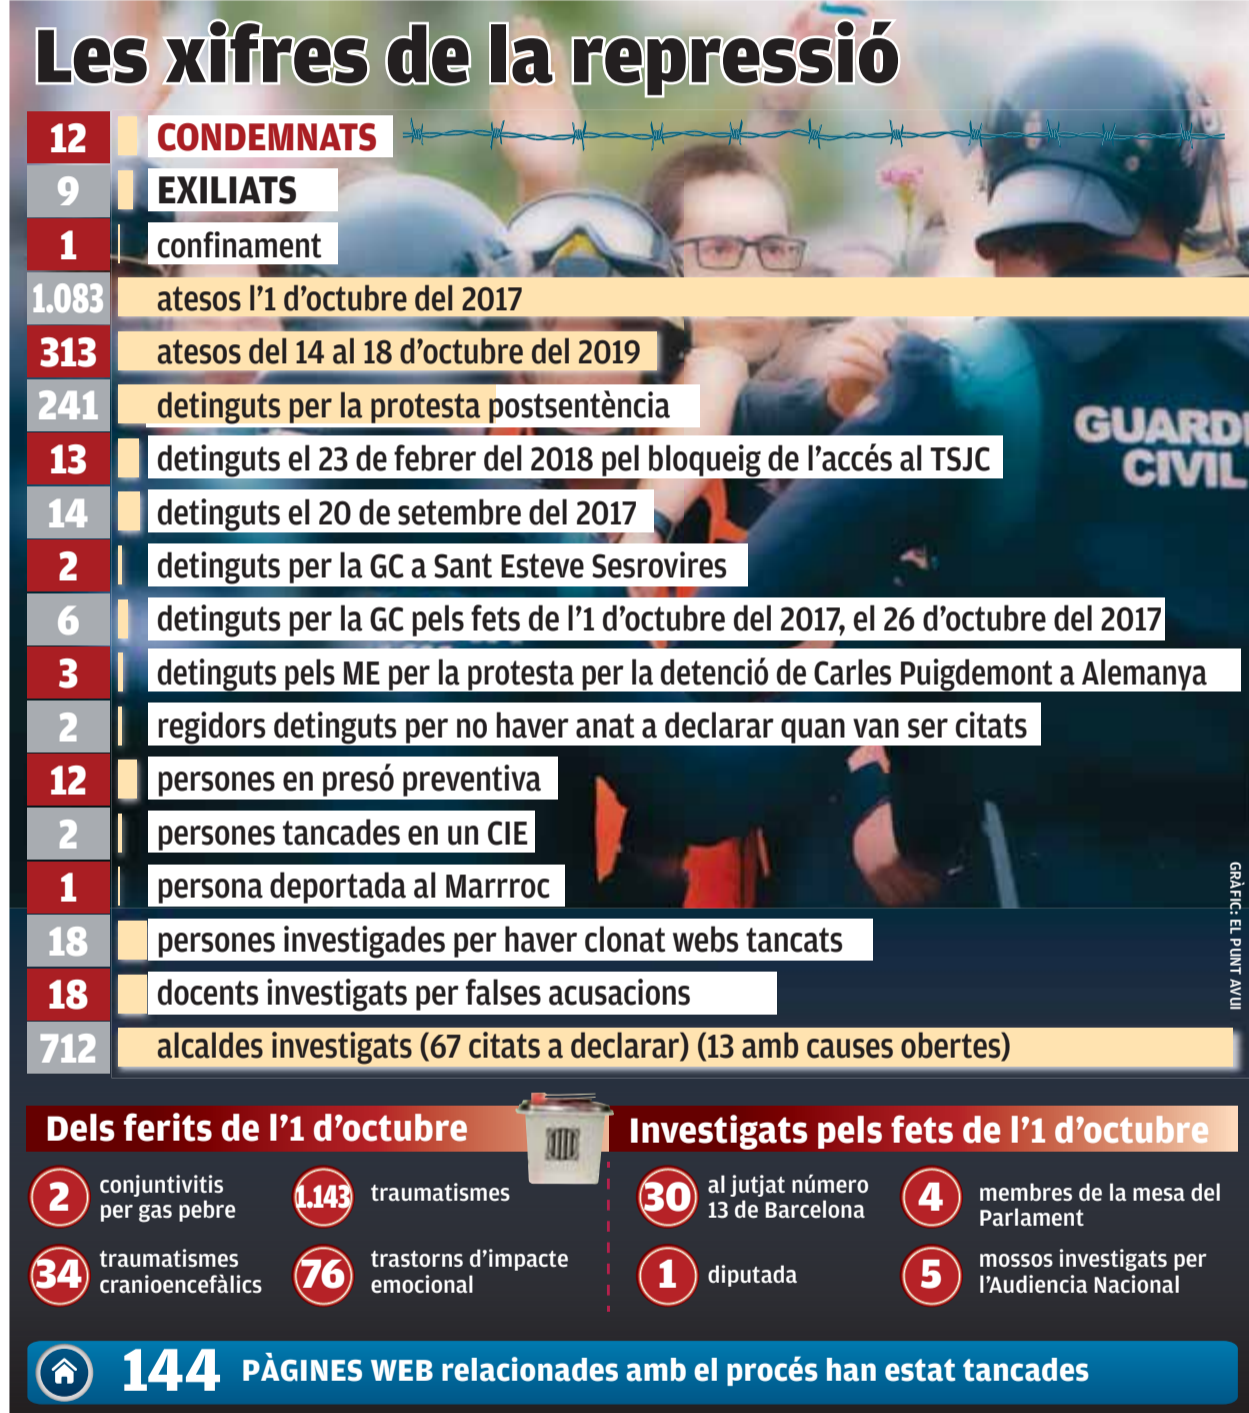 Les xifres de la repressió
12 CONDEMNATS
9 EXILIATS
1 confinament
1.083 atesos l'1 d'octubre del 2017
313 atesos del 14 al 18 d'octubre del 2019
241 detinguts per la protesta postsentència
13 detinguts el 23 de febrer del 2018 pel bloqueig de l'accés al TSJC
14 detinguts el 20 de setembre del 2017
2 detinguts per la GC a Sant Esteve Sesrovires
6 detinguts per la GC pels fets de l'1 d'octubre del 2017, el 26 d'octubre del 2017
3 detinguts pels ME per la protesta per la detenció de Carles Puigdemont a Alemanya
2 regidors detinguts per no haver anat a declarar quan van ser citats
12 persones en presó preventiva
2 persones tancades en un CIE
1 persona deportada al Marrroc
18 persones investigades per haver clonat webs tancats
18 docents investigats per falses acusacions
712 alcaldes investigats (67 citats a declarar) (13 amb causes obertes)
GUARDI
CIVIL
GRÀFIC: EL PUNT AVUI
Dels ferits de l'1 d'octubre
2 conjuntivitis
per gas pebre
1.143 traumatismes
34 traumatismes
cranioencefàlics
76 trastorns d'impacte
emocional
Investigats pels fets de l'1 d'octubre
30 al jutjat número
13 de Barcelona
4 membres de la mesa del
Parlament
1 diputada
5 mossos investigats per
l'Audiencia Nacional
144 PÀGINES WEB relacionades amb el procés han estat tancades